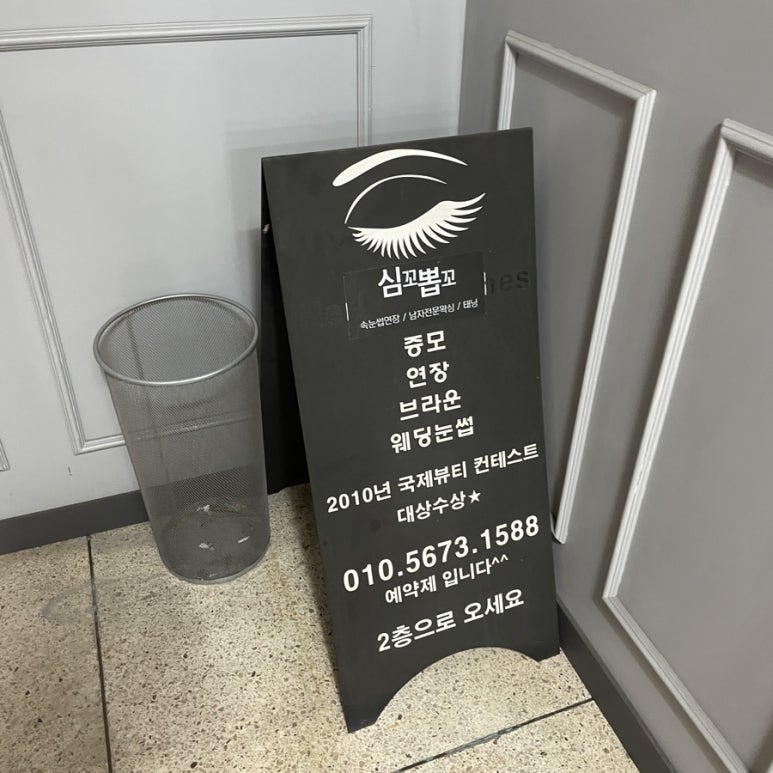 심꼬뽑꼬
속눈썹연장 / 남자전문왁싱 / 태닝
증모
연장
브라운
웨딩눈썹
2010년 국제뷰티 컨테스트
대상수상★
010.5673.1588
예약제 입니다^^
2층으로 오세요